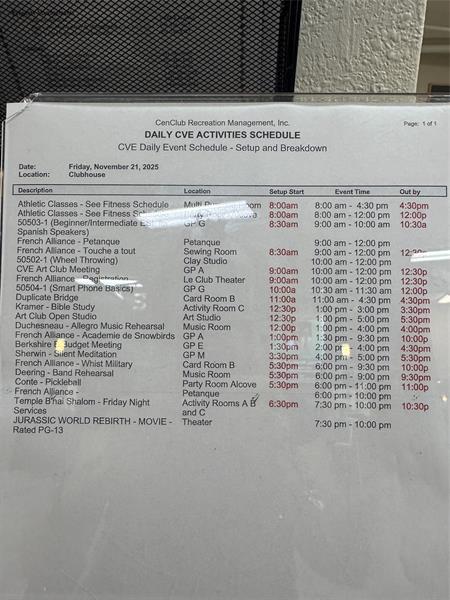 CenClub Recreation Management, Inc.
Page: 1 of 1
DAILY CVE ACTIVITIES SCHEDULE
CVE Daily Event Schedule - Setup and Breakdown
Date: Friday, November 21, 2025
Location: Clubhouse
Description Location Setup Start Event Time Out by
Athletic Classes - See Fitness Schedule Multi 8:00am 8:00 am - 4:30 pm 4:30pm
Athletic Classes - See Fitness 8:00am 8:00 am - 12:00 pm 12:00p
50503-1 (Beginner/Intermediate GP G 8:30am 9:00 am - 10:00 am 10:30a
Spanish Speakers)
French Alliance - Petanque Petanque 9:00 am - 12:00 pm
French Alliance - Touche a tout Sewing Room 8:30am 9:00 am - 12:00 pm 12:30p
50502-1 (Wheel Throwing) Clay Studio 10:00 am - 12:00 pm
CVE Art Club Meeting GP A 9:00am 10:00 am - 12:00 pm 12:30p
French Alliance - Registration Le Club Theater 9:00am 10:00 am - 12:00 pm 12:30p
50504-1 (Smart Phone Basics) GP G 10:00a 10:30 am - 11:30 am 12:00p
Duplicate Bridge Card Room B 11:00a 11:00 am - 4:30 pm 4:30pm
Kramer - Bible Study Activity Room C 12:30p 1:00 pm - 3:00 pm 3:30pm
Art Club Open Studio Art Studio 12:30p 1:00 pm - 5:00 pm 5:30pm
Duchesneau - Allegro Music Rehearsal Music Room 12:00p 1:00 pm - 4:00 pm 4:00pm
French Alliance - Academie de Snowbirds GP A 1:00pm 1:30 pm - 9:30 pm 10:00p
Berkshire Budget Meeting GP E 1:30pm 2:00 pm - 4:00 pm 4:30pm
Sherwin - Silent Meditation GP M 3:30pm 4:00 pm - 5:00 pm 5:30pm
French Alliance - Whist Military Card Room B 5:30pm 6:00 pm - 9:30 pm 10:00p
Deering - Band Rehearsal Music Room 5:30pm 6:00 pm - 9:00 pm 9:30pm
Conte - Pickleball Party Room Alcove 5:30pm 6:00 pm - 11:00 pm 11:00p
French Alliance - Petanque 6:00 pm - 10:00 pm
Temple B'nai Shalom - Friday Night Activity Rooms A B 6:30pm 7:30 pm - 10:00 pm 10:30p
Services and C
JURASSIC WORLD REBIRTH - MOVIE - Theater 7:30 pm - 10:00 pm
Rated PG-13